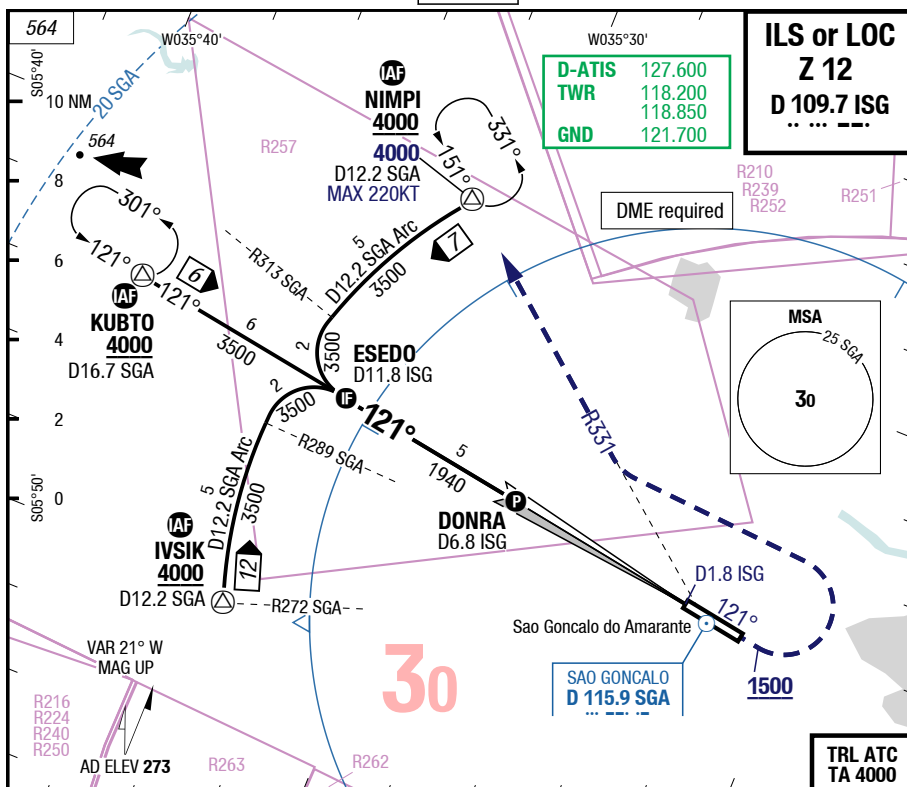 564
W035°40'
W035°30'
ILS or LOC
Z 12
D 109.7 ISG
S05°40'
10 NM
20 SGA
564
D-ATIS 127.600
TWR 118.200
118.850
GND 121.700
IAF
NIMPI
4000
4000
D12.2 SGA
MAX 220KT
331°
151°
R257
R210
R239
R252
R251
8
DME required
301°
121°
6
6
121°
IAF
KUBTO
4000
D16.7 SGA
R313 SGA
5
D12.2 SGA Arc
3500
7
MSA
25 SGA
30
4
6
3500
2
3500
ESEDO
D11.8 ISG
IF
2
3500
121°
2
R289 SGA
5
1940
R331
5
D12.2 SGA Arc
3500
0
S05°50'
P
DONRA
D6.8 ISG
IAF
IVSIK
4000
D12.2 SGA
12
R272 SGA
D1.8 ISG
121°
Sao Goncalo do Amarante
VAR 21° W
MAG UP
30
SAO GONCALO
D 115.9 SGA
1500
R216
R224
R240
R250
AD ELEV 273
R263
R262
TRL ATC
TA 4000